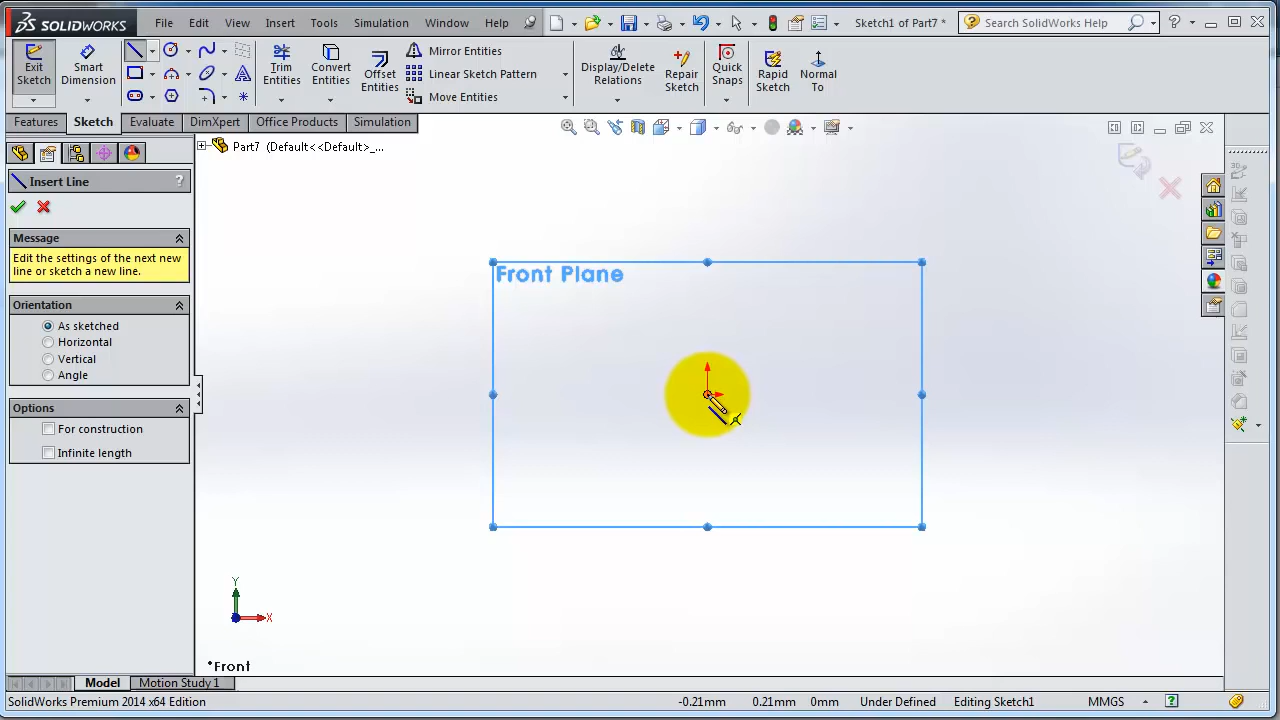 SOLIDWORKS File Edit View Insert Tools Simulation Window Help Sketch1 of Part7 * Search SolidWorks Help
Exit Sketch
Smart Dimension
Trim Entities
Convert Entities
Offset Entities
Mirror Entities
Linear Sketch Pattern
Move Entities
Display/Delete Relations
Repair Sketch
Quick Snaps
Rapid Sketch
Normal To
Features Sketch Evaluate DimXpert Office Products Simulation
Part7 (Default<<Default>_...
Insert Line ?
Message
Edit the settings of the next new
line or sketch a new line.
Orientation
As sketched
Horizontal
Vertical
Angle
Options
For construction
Infinite length
Front Plane
Y
X
*Front
Model Motion Study 1
SolidWorks Premium 2014 x64 Edition -0.21mm 0.21mm 0mm Under Defined Editing Sketch1 MMGS ?